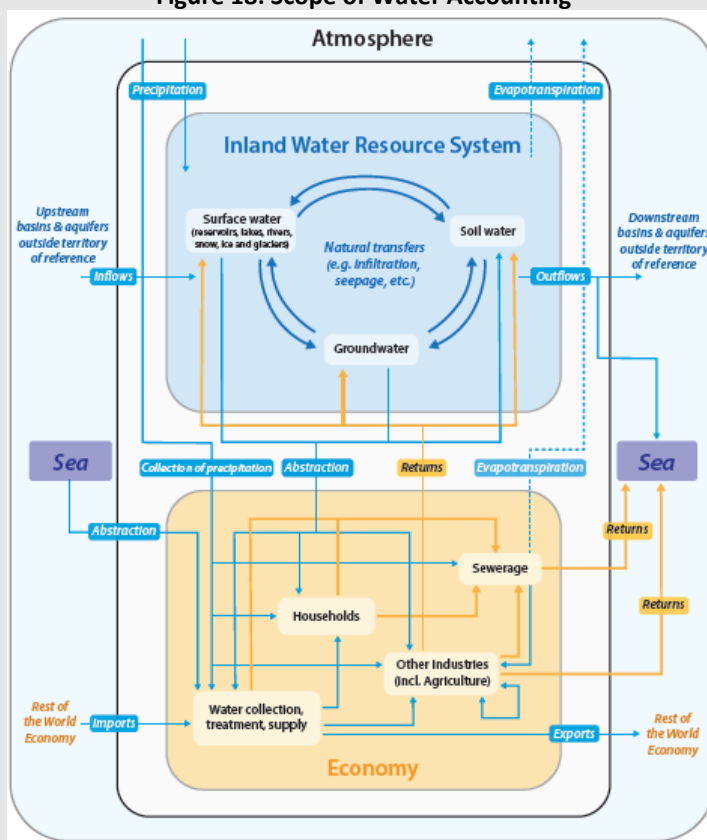 Figure 18: Scope of Water Accounting
Atmosphere
Precipitation
Evapotranspiration
Inland Water Resource System
Upstream
basins & aquifers
outside territory
of reference
Surface water
(reservoirs, lakes, rivers,
snow, ice and glaciers)
Natural transfers
(e.g. infiltration,
seepage, etc.)
Soil water
Downstream
basins & aquifers
outside territory
of reference
Inflows
Outflows
Groundwater
Sea
Collection of precipitation
Abstraction
Returns
Evapotranspiration
Sea
Abstraction
Returns
Sewerage
Households
Returns
Other Industries
(Incl. Agriculture)
Rest of
the World
Economy
Imports
Water collection,
treatment, supply
Exports
Rest of
the World
Economy
Economy